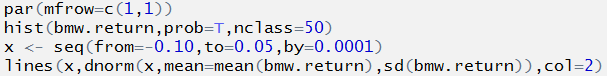 par(mfrow=c(1,1))
hist(bmw.return,prob=T,nclass=50)
x <- seq(from=-0.10,to=0.05,by=0.0001)
lines(x,dnorm(x,mean=mean(bmw.return),sd(bmw.return)),col=2)